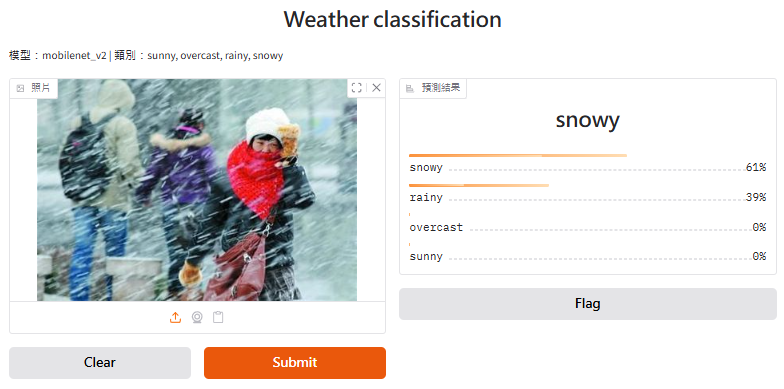 Weather classification
模型：mobilenet_v2 | 類別：sunny, overcast, rainy, snowy
照片
預測結果
snowy
snowy 61%
rainy 39%
overcast 0%
sunny 0%
Flag
Clear
Submit